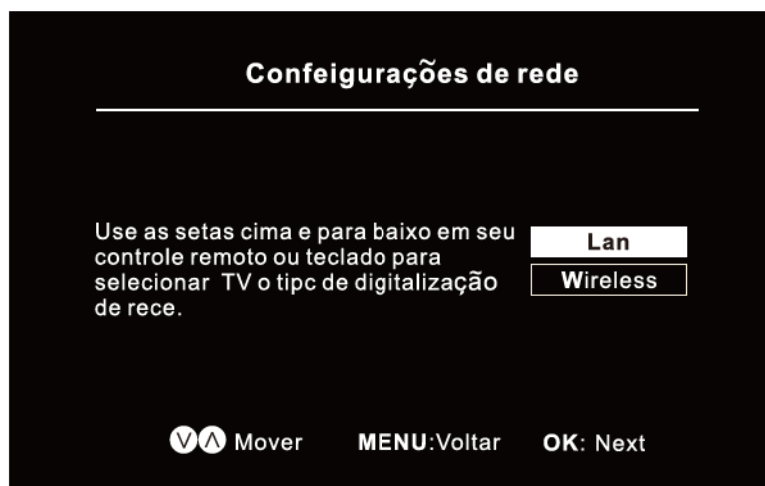 Confeigurações de rede
Use as setas cima e para baixo em seu
controle remoto ou teclado para
selecionar TV o tipc de digitalização
de rece.
Lan
Wireless
Mover MENU:Voltar OK: Next